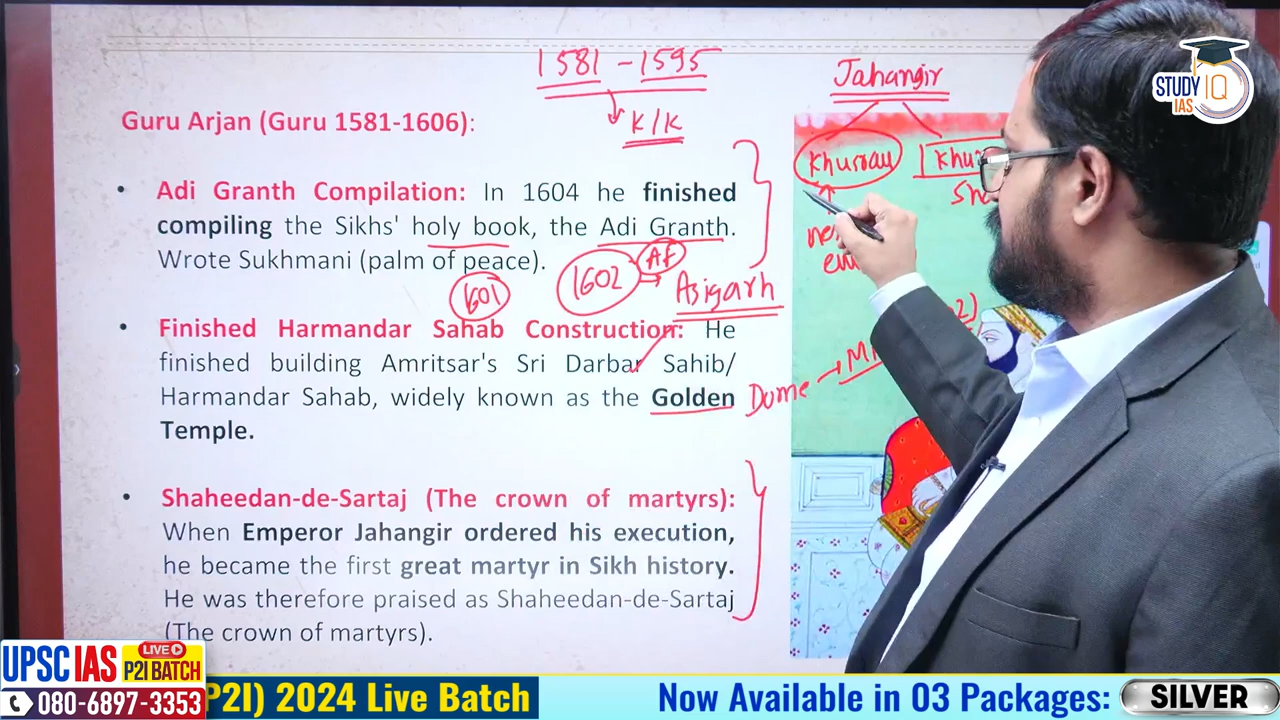 1581 - 1595
K/K
Jahangir
Khusrau
STUDY IQ
IAS
Guru Arjan (Guru 1581-1606):
• Adi Granth Compilation: In 1604 he finished
compiling the Sikhs' holy book, the Adi Granth.
Wrote Sukhmani (palm of peace).
1601
1602
AF
Asigarh
• Finished Harmandar Sahab Construction: He
finished building Amritsar's Sri Darbar Sahib/
Harmandar Sahab, widely known as the Golden
Temple.
Dome
• Shaheedan-de-Sartaj (The crown of martyrs):
When Emperor Jahangir ordered his execution,
he became the first great martyr in Sikh history.
He was therefore praised as Shaheedan-de-Sartaj
(The crown of martyrs).
LIVE
UPSC IAS P2I BATCH
080-6897-3353
P2I) 2024 Live Batch
Now Available in 03 Packages:
SILVER